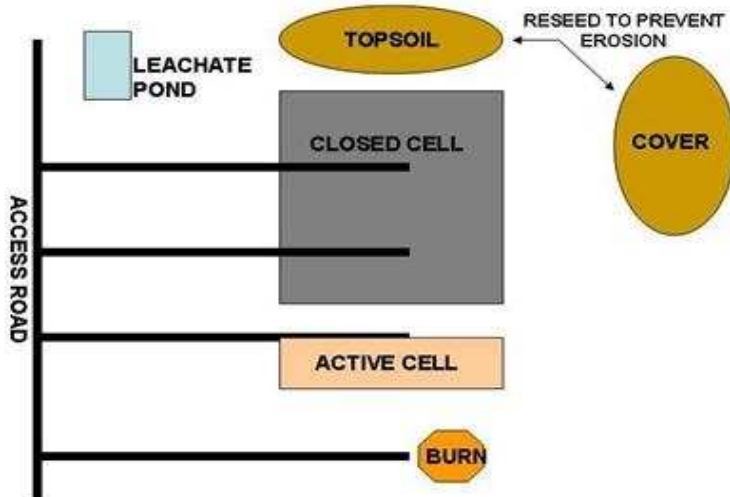 RESEED TO PREVENT
EROSION
TOPSOIL
LEACHATE
POND
CLOSED CELL
COVER
ACCESS ROAD
ACTIVE CELL
BURN